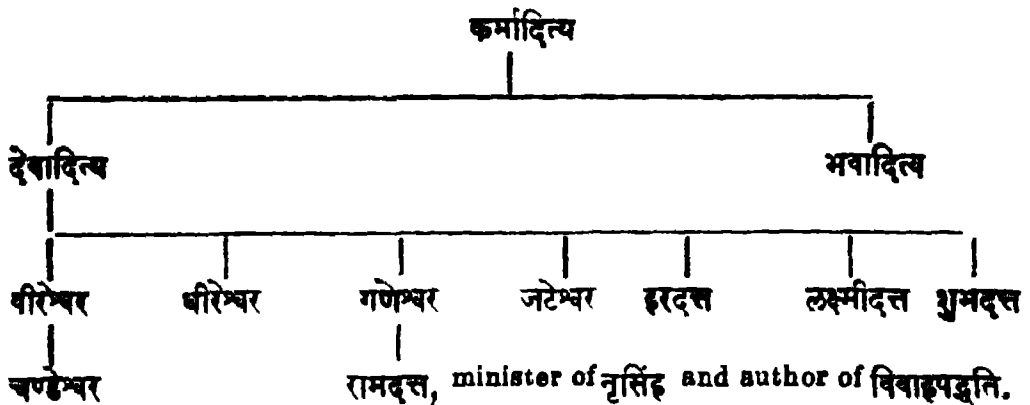 कर्मादित्य
देवादित्य भवादित्य
वीरेश्वर धीरेश्वर गणेश्वर जटेश्वर हरदत्त लक्ष्मीदत्त शुभदत्त
चण्डेश्वर रामदत्त, minister of नृसिंह and author of विवाहपद्धति.